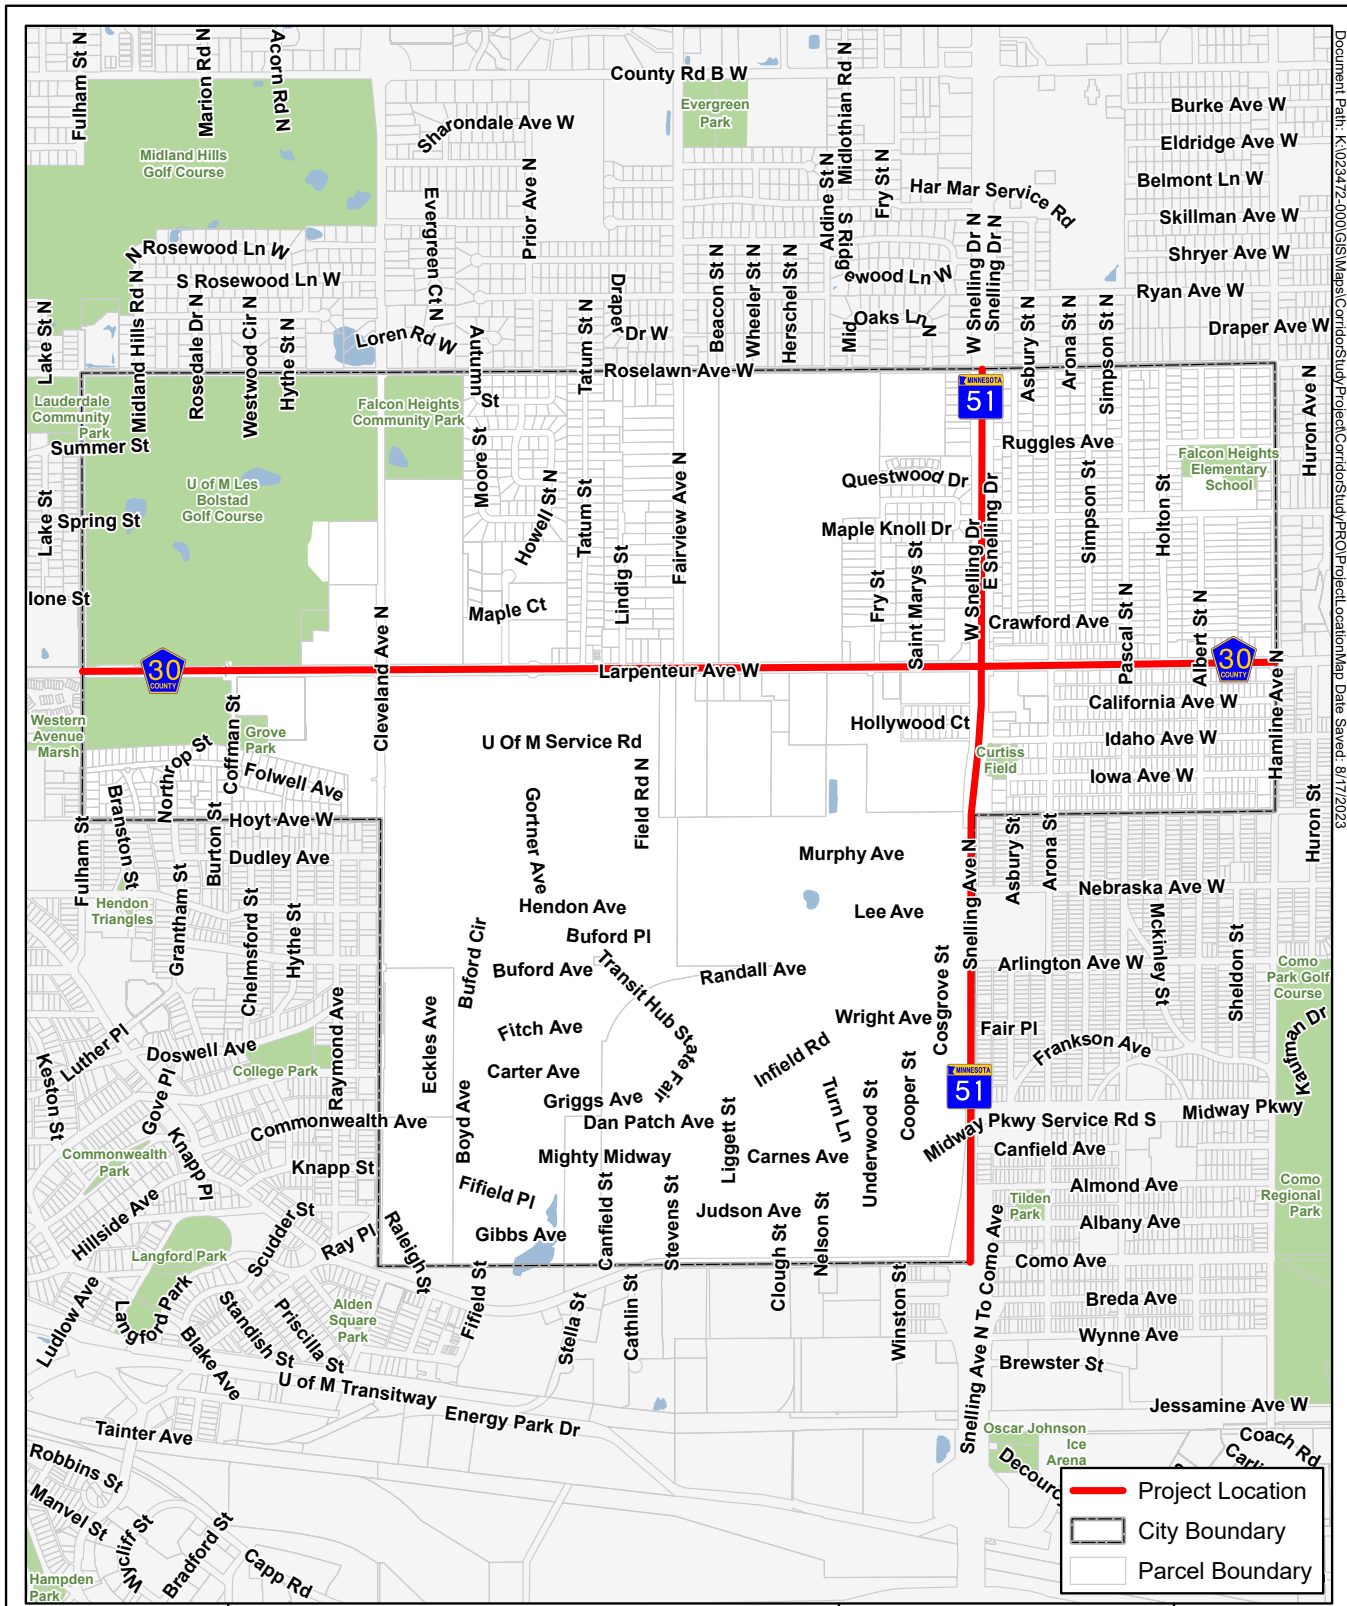 Document Path: K:\023472-000\GIS\Maps\CorridorStudyProject\CorridorStudyPRO\ProjectLocationMap Date Saved: 8/17/2023
Fulham St N
Marion Rd N
Acorn Rd N
County Rd B W
Midlothian Rd N
Burke Ave W
Evergreen
Park
Sharondale Ave W
Eldridge Ave W
Midland Hills
Golf Course
Aldine St N
Fry St N
Belmont Ln W
Har Mar Service Rd
Evergreen Ct N
Prior Ave N
Skillman Ave W
S Ridg
ewood Ln W
W Snelling Dr N
Snelling Dr N
Rosewood Ln W
N
Shryer Ave W
S Rosewood Ln W
Ryan Ave W
Midland Hills Rd N
Rosedale Dr N
Westwood Cir N
Hythe St N
Lake St N
Loren Rd W
Autumn
St
Tatum St N
Draper
Dr W
Beacon St N
Wheeler St N
Herschel St N
Mid
Oaks Ln
N
Asbury St N
Arona St N
Simpson St N
Draper Ave W
Roselawn Ave W
MINNESOTA
51
Huron Ave N
Lauderdale
Community
Park
Falcon Heights
Community Park
Summer St
Ruggles Ave
Falcon Heights
Elementary
School
Moore St
Howell St N
Tatum St
Fairview Ave N
Questwood Dr
U of M Les
Bolstad
Golf Course
Lake St
Spring St
Maple Knoll Dr
W Snelling Dr
E Snelling Dr
Simpson St
Holton St
Ione St
Maple Ct
Lindig St
Fry St
Saint Marys St
Crawford Ave
Pascal St N
Albert St N
Cleveland Ave N
30
COUNTY
Larpenteur Ave W
30
COUNTY
Hamline Ave N
California Ave W
Western
Avenue
Marsh
Coffman St
Grove
Park
U Of M Service Rd
Hollywood Ct
Idaho Ave W
Curtiss
Field
Northrop St
Folwell Ave
Field Rd N
Iowa Ave W
Branston St
Burton St
Hoyt Ave W
Gortner Ave
Huron St
Fulham St
Dudley Ave
Murphy Ave
Snelling Ave N
Asbury St
Arona St
Nebraska Ave W
Hendon
Triangles
Grantham St
Chelmsford St
Hythe St
Hendon Ave
Lee Ave
Mckinley St
Sheldon St
Buford Cir
Buford Pl
Buford Ave
Transit Hub
State Fair
Randall Ave
Cosgrove St
Arlington Ave W
Como
Park Golf
Course
Luther Pl
Doswell Ave
Raymond Ave
Eckles Ave
Fitch Ave
Wright Ave
Fair Pl
Frankson Ave
Kaufman Dr
College Park
Carter Ave
Infield Rd
Keston St
Gove Pl
Griggs Ave
Turn Ln
Underwood St
Cooper St
MINNESOTA
51
Commonwealth Ave
Boyd Ave
Dan Patch Ave
Liggett St
Midway Pkwy Service Rd S
Midway Pkwy
Commonwealth
Park
Knapp Pl
Knapp St
Mighty Midway
Carnes Ave
Canfield Ave
Fifield Pl
Canfield St
Stevens St
Judson Ave
Tilden
Park
Almond Ave
Como
Regional
Park
Hillside Ave
Scudder St
Ray Pl
Raleigh St
Gibbs Ave
Clough St
Nelson St
Albany Ave
Langford Park
Como Ave
Ludlow Ave
Langford Park
Alden
Square
Park
Fifield St
Stella St
Cathlin St
Winston St
Snelling Ave N To Como Ave
Breda Ave
Standish St
Priscilla St
Blake Ave
Wynne Ave
Brewster St
U of M Transitway
Energy Park Dr
Jessamine Ave W
Tainter Ave
Oscar Johnson
Ice
Arena
Coach Rd
Robbins St
Manvel St
Wycliff St
Bradford St
Capp Rd
Hampden
Park
Project Location
City Boundary
Parcel Boundary